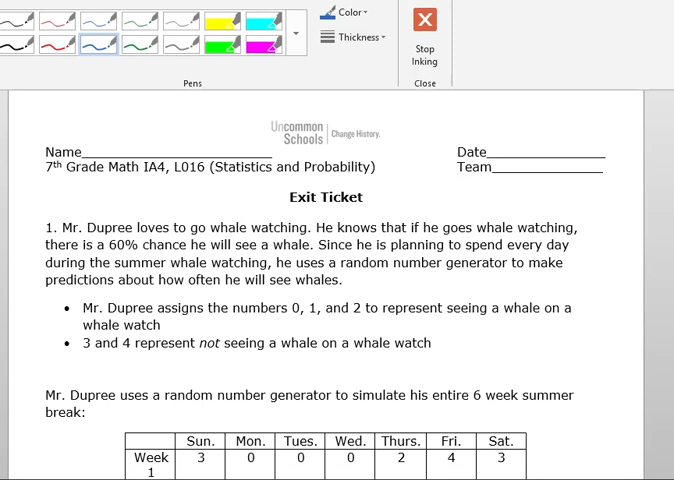 Color
Thickness
Stop
Inking
Pens
Close
Uncommon
Schools
Change History.
Name______________________ Date______________
7th Grade Math IA4, L016 (Statistics and Probability) Team_____________
Exit Ticket
1. Mr. Dupree loves to go whale watching. He knows that if he goes whale watching,
there is a 60% chance he will see a whale. Since he is planning to spend every day
during the summer whale watching, he uses a random number generator to make
predictions about how often he will see whales.
• Mr. Dupree assigns the numbers 0, 1, and 2 to represent seeing a whale on a
whale watch
• 3 and 4 represent not seeing a whale on a whale watch
Mr. Dupree uses a random number generator to simulate his entire 6 week summer
break:
Sun. Mon. Tues. Wed. Thurs. Fri. Sat.
Week 3 0 0 0 2 4 3
1